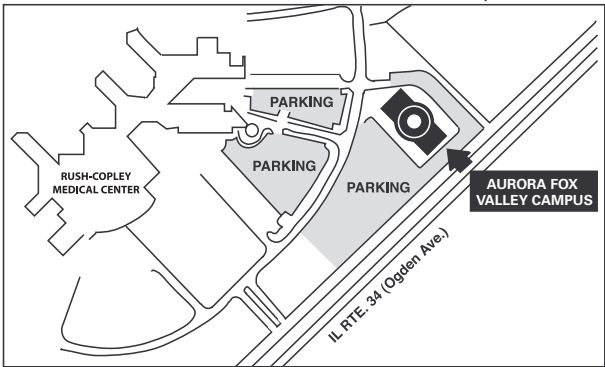 PARKING
RUSH-COPLEY
MEDICAL CENTER
PARKING
PARKING
AURORA FOX
VALLEY CAMPUS
IL RTE. 34 (Ogden Ave.)